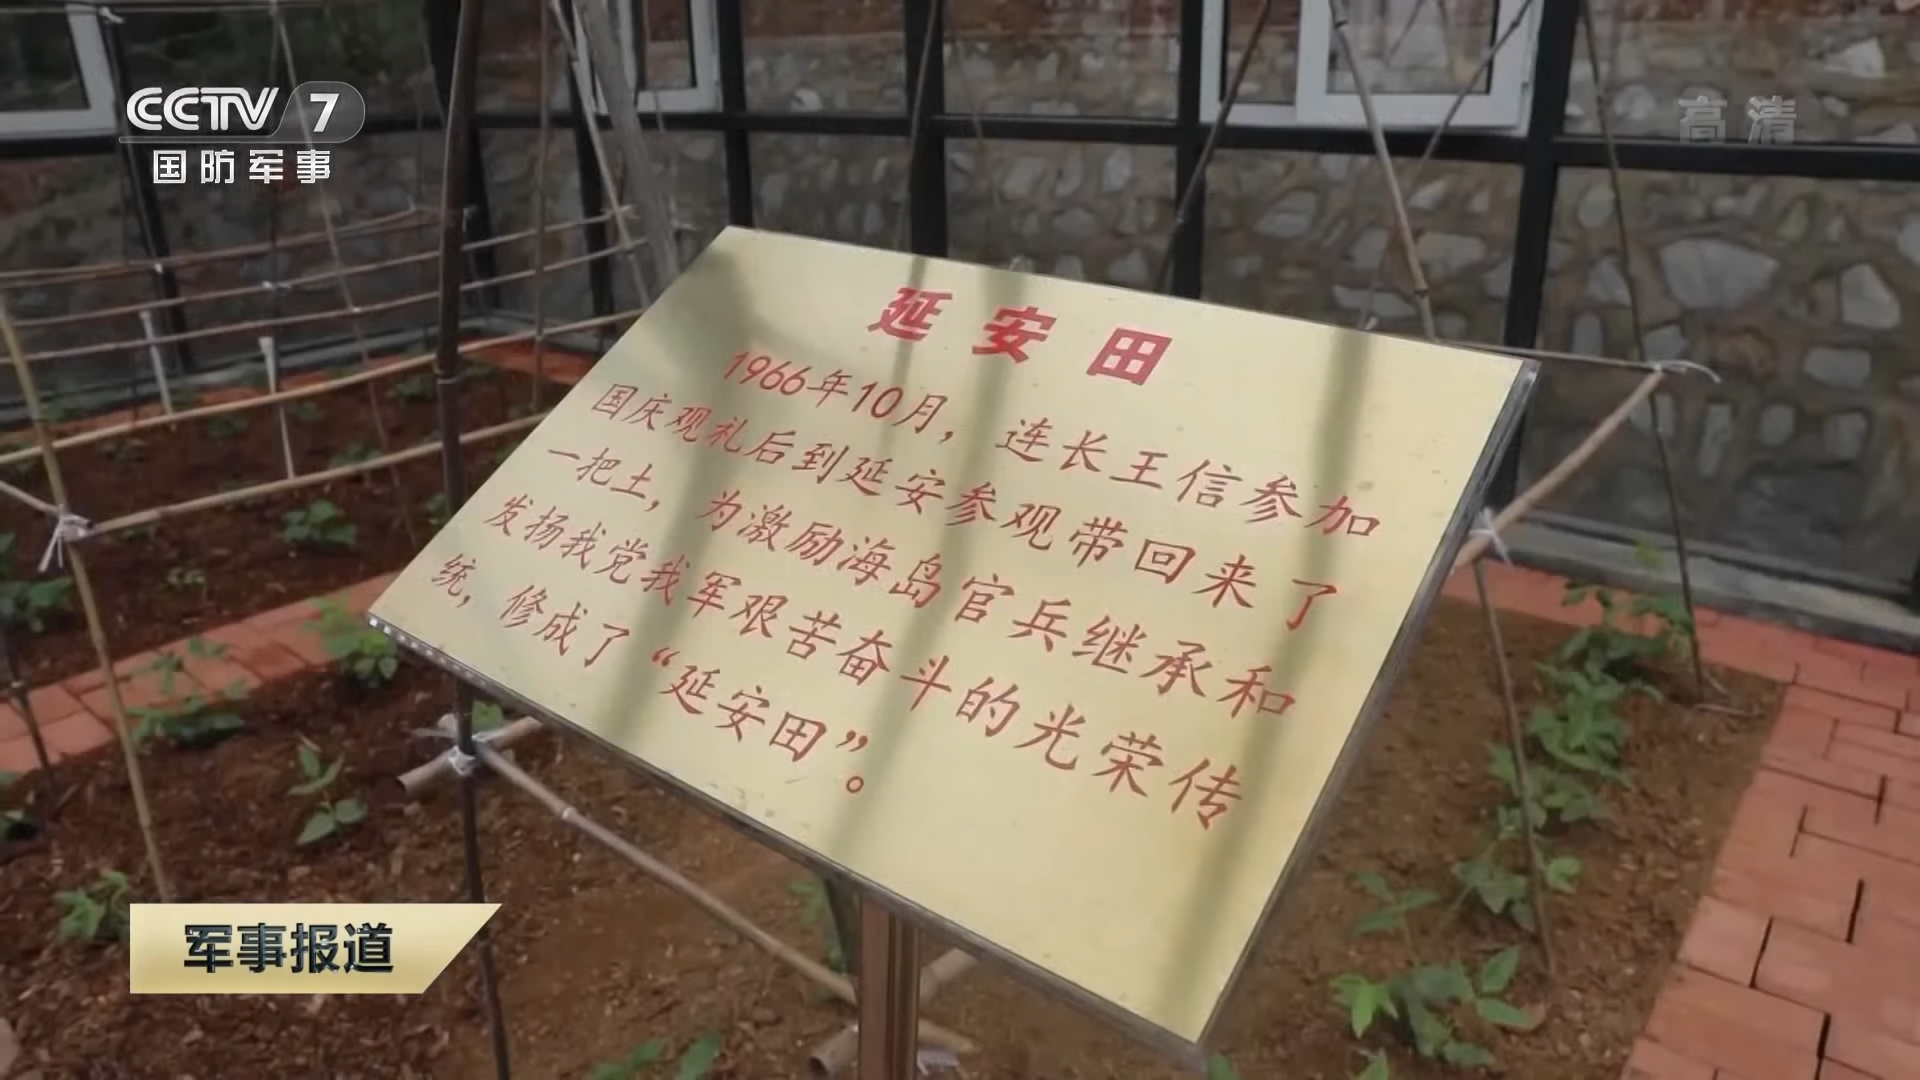 CCTV 7
国防军事
高清
延安田
1966年10月，连长王信参加
国庆观礼后到延安参观带回来了
一把土，为激励海岛官兵继承和
发扬我党我军艰苦奋斗的光荣传
统，修成了“延安田”。
军事报道